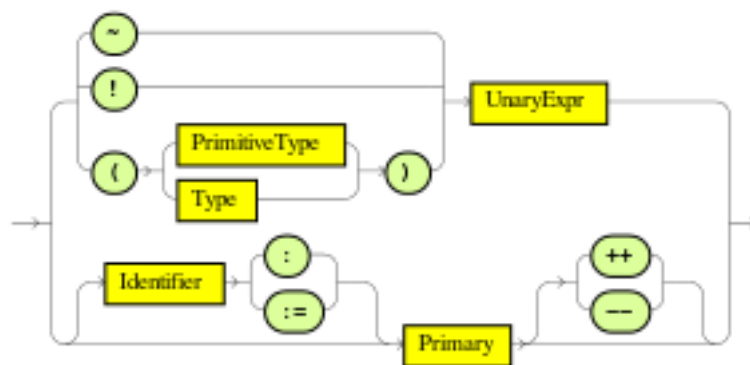 ~
!
UnaryExpr
( PrimitiveType )
Type
Identifier : ++
:= --
Primary